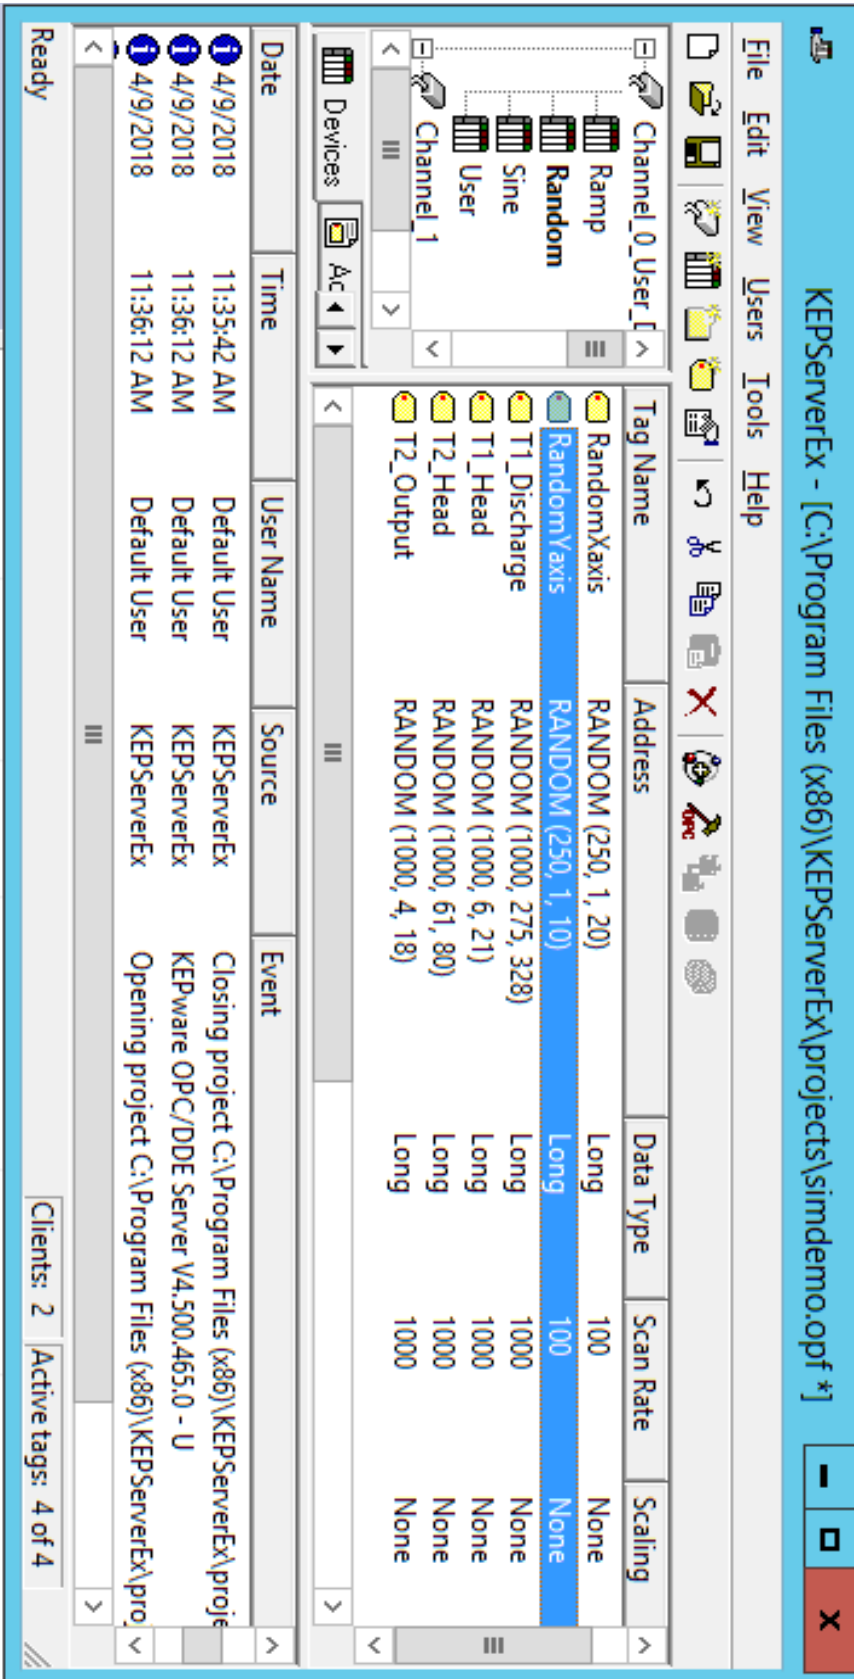 KEPServerEx - [C:\Program Files (x86)\KEPServerEx\projects\simdemo.opf *]
File Edit View Users Tools Help
OPC
Channel_0_User_
Ramp
Random
Sine
User
Channel_1
Devices
Tag Name Address Data Type Scan Rate Scaling
RandomXaxis RANDOM (250, 1, 20) Long 100 None
RandomYaxis RANDOM (250, 1, 10) Long 100 None
T1_Discharge RANDOM (1000, 275, 328) Long 1000 None
T1_Head RANDOM (1000, 6, 21) Long 1000 None
T2_Head RANDOM (1000, 61, 80) Long 1000 None
T2_Output RANDOM (1000, 4, 18) Long 1000 None
Date Time User Name Source Event
4/9/2018 11:35:42 AM Default User KEPServerEx Closing project C:\Program Files (x86)\KEPServerEx\proje
4/9/2018 11:36:12 AM Default User KEPServerEx KEPware OPC/DDE Server V4.500.465.0 - U
4/9/2018 11:36:12 AM Default User KEPServerEx Opening project C:\Program Files (x86)\KEPServerEx\proj
Ready Clients: 2 Active tags: 4 of 4